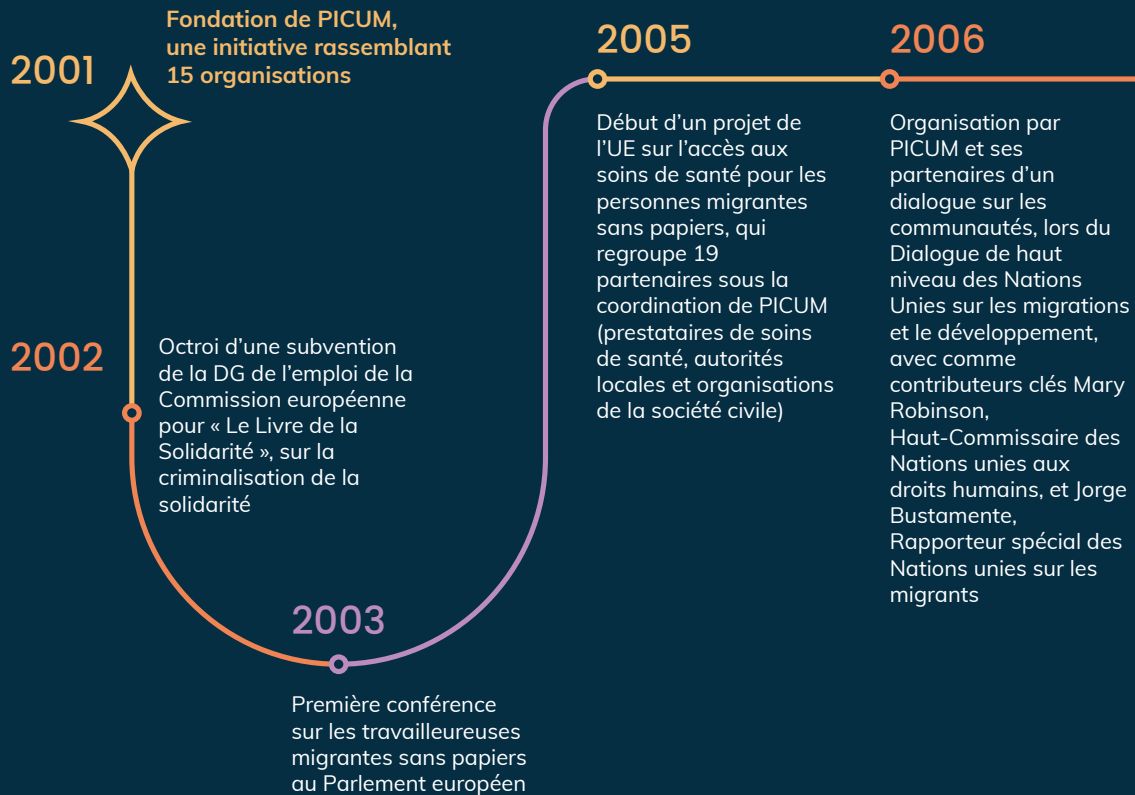 2001
Fondation de PICUM,
une initiative rassemblant
15 organisations
2002
Octroi d’une subvention
de la DG de l’emploi de la
Commission européenne
pour « Le Livre de la
Solidarité », sur la
criminalisation de la
solidarité
2003
Première conférence
sur les travailleureuses
migrantes sans papiers
au Parlement européen
2005
Début d’un projet de
l’UE sur l’accès aux
soins de santé pour les
personnes migrantes
sans papiers, qui
regroupe 19
partenaires sous la
coordination de PICUM
(prestataires de soins
de santé, autorités
locales et organisations
de la société civile)
2006
Organisation par
PICUM et ses
partenaires d’un
dialogue sur les
communautés, lors du
Dialogue de haut
niveau des Nations
Unies sur les migrations
et le développement,
avec comme
contributeurs clés Mary
Robinson,
Haut-Commissaire des
Nations unies aux
droits humains, et Jorge
Bustamente,
Rapporteur spécial des
Nations unies sur les
migrants